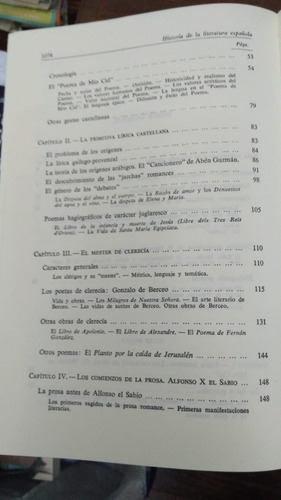 1074
Historia de la literatura española
Págs.
Cronología ... 53
El "Poema de Mio Cid" ... 54
Fecha y autor del Poema. — División. — Historicidad y realismo del
Cantar. — Los valores humanos del Poema. — Los valores artísticos del
Poema. — Valor nacional del Poema. — La lengua en el "Poema de
Mio Cid". El lenguaje épico. — Difusión y éxito del Poema.
Otras gestas castellanas ... 79
CAPÍTULO II. — LA PRIMITIVA LÍRICA CASTELLANA ... 83
El problema de los orígenes ... 83
La lírica galaico-provenzal ... 84
La teoría de los orígenes arábigos. El "Cancionero" de Abén Guzmán. 86
El descubrimiento de las "jarchas" romances ... 91
El género de los "debates" ... 98
La Disputa del alma y el cuerpo. — La Razón de amor y los Denuestos
del agua y el vino. — La disputa de Elena y María.
Poemas hagiográficos de carácter juglaresco ... 105
El Libro de la infancia y muerte de Jesús (Libre dels Tres Reis
d'Orient). — La Vida de Santa María Egipciaca.
CAPÍTULO III. — EL MESTER DE CLERECÍA ... 110
Caracteres generales ... 110
Los clérigos y su "mester". — Métrica, lenguaje y temática.
Los poetas de clerecía: Gonzalo de Berceo ... 115
Vida y obras. — Los Milagros de Nuestra Señora. — El arte literario de
Berceo. — Las vidas de santos de Berceo. Otras obras de Berceo.
Otras obras de clerecía ... 131
El Libro de Apolonio. — El Libro de Alexandre. — El Poema de Fernán
González.
Otros poemas: El Planto por la caída de Jerusalén ... 144
CAPÍTULO IV. — LOS COMIENZOS DE LA PROSA. ALFONSO X EL SABIO ... 148
La prosa antes de Alfonso el Sabio ... 148
Los primeros vagidos de la prosa romance. — Primeras manifestaciones
literarias.